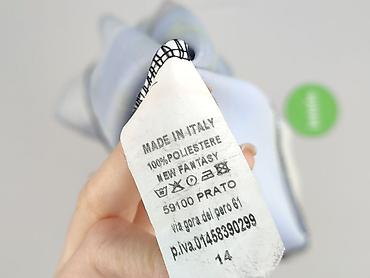 MADE IN ITALY
100% POLIESTERE
NEW FANTASY
59100 PRATO
via gora del pero 61
p.iva.01458390299
14